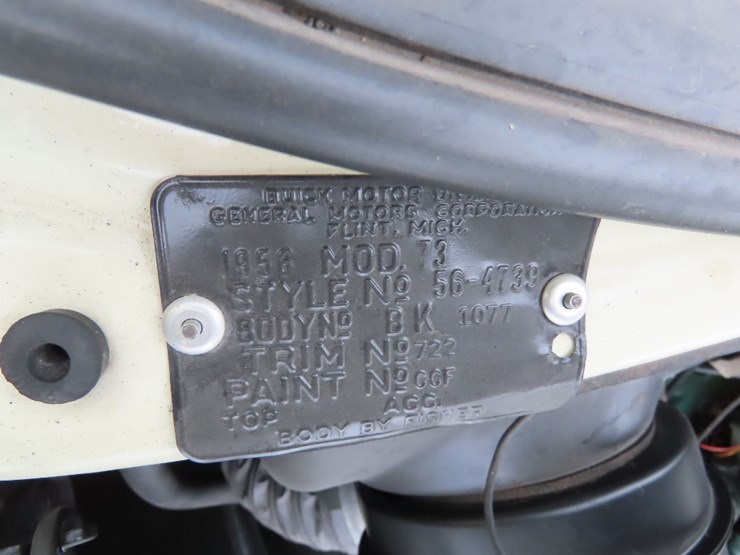 BUICK MOTOR
GENERAL MOTORS CORPORATION
FLINT, MICH.
1956 MOD. 73
STYLE Nº 56-4739
BODY Nº BK 1077
TRIM Nº 722
PAINT Nº CCF
TOP ACC.
BODY BY FISHER